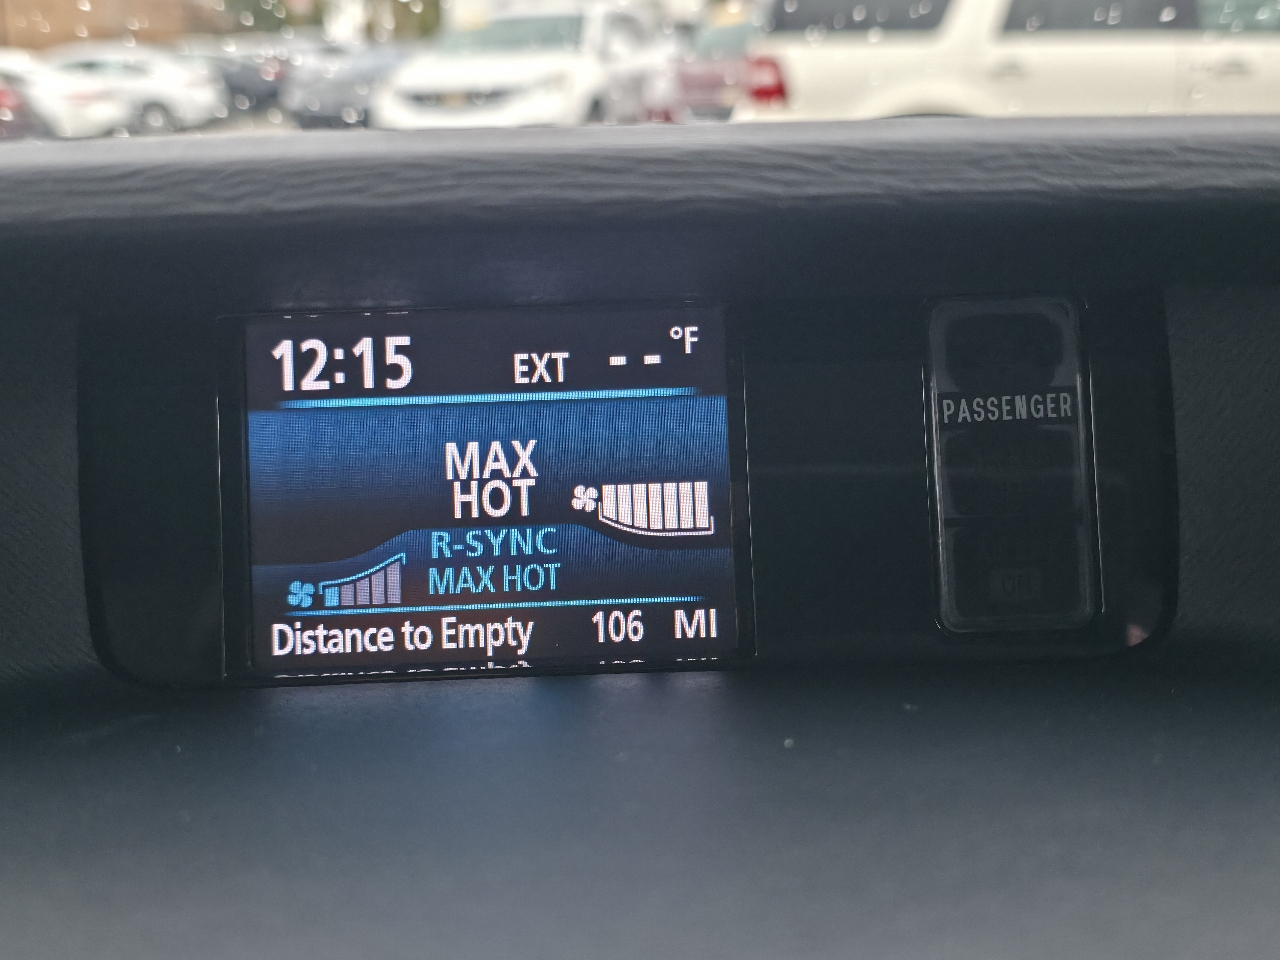 12:15 EXT -- °F
MAX
HOT
R-SYNC
MAX HOT
Distance to Empty 106 MI
PASSENGER